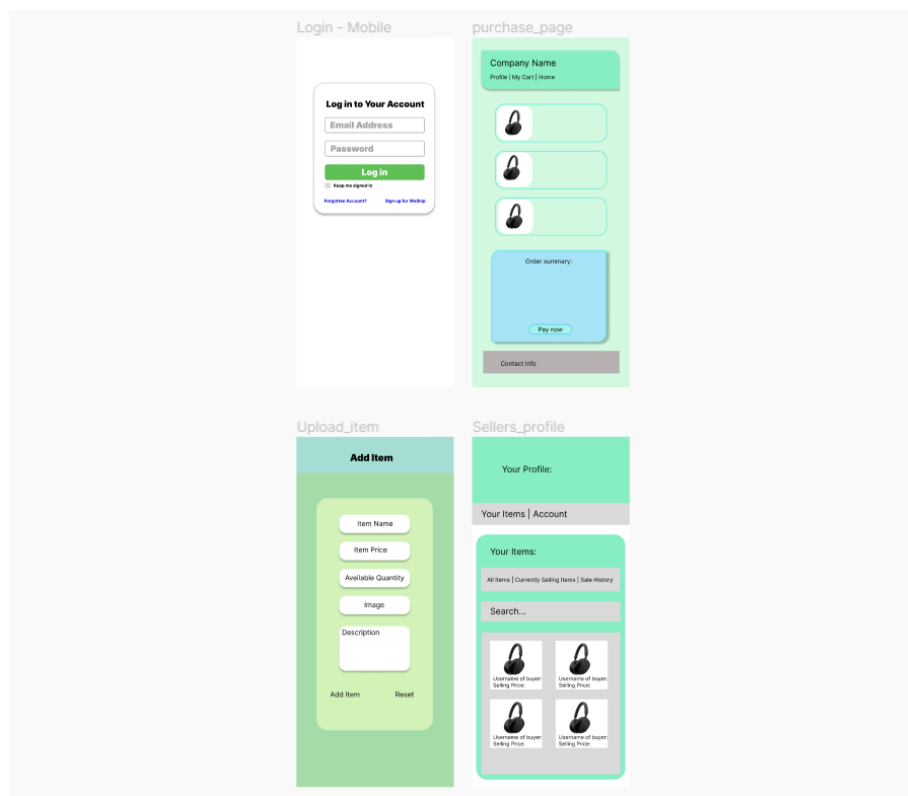 Login - Mobile
Log in to Your Account
Email Address
Password
Log in
Keep me signed in
Forgotten Account? Sign up for WeShip
purchase_page
Company Name
Profile | My Cart | Home
Order summary:
Pay now
Contact info
Upload_item
Add Item
Item Name
Item Price
Available Quantity
Image
Description
Add Item Reset
Sellers_profile
Your Profile:
Your Items | Account
Your Items:
All Items | Currently Selling Items | Sale History
Search...
Username of buyer: Username of buyer:
Selling Price: Selling Price:
Username of buyer: Username of buyer:
Selling Price: Selling Price: